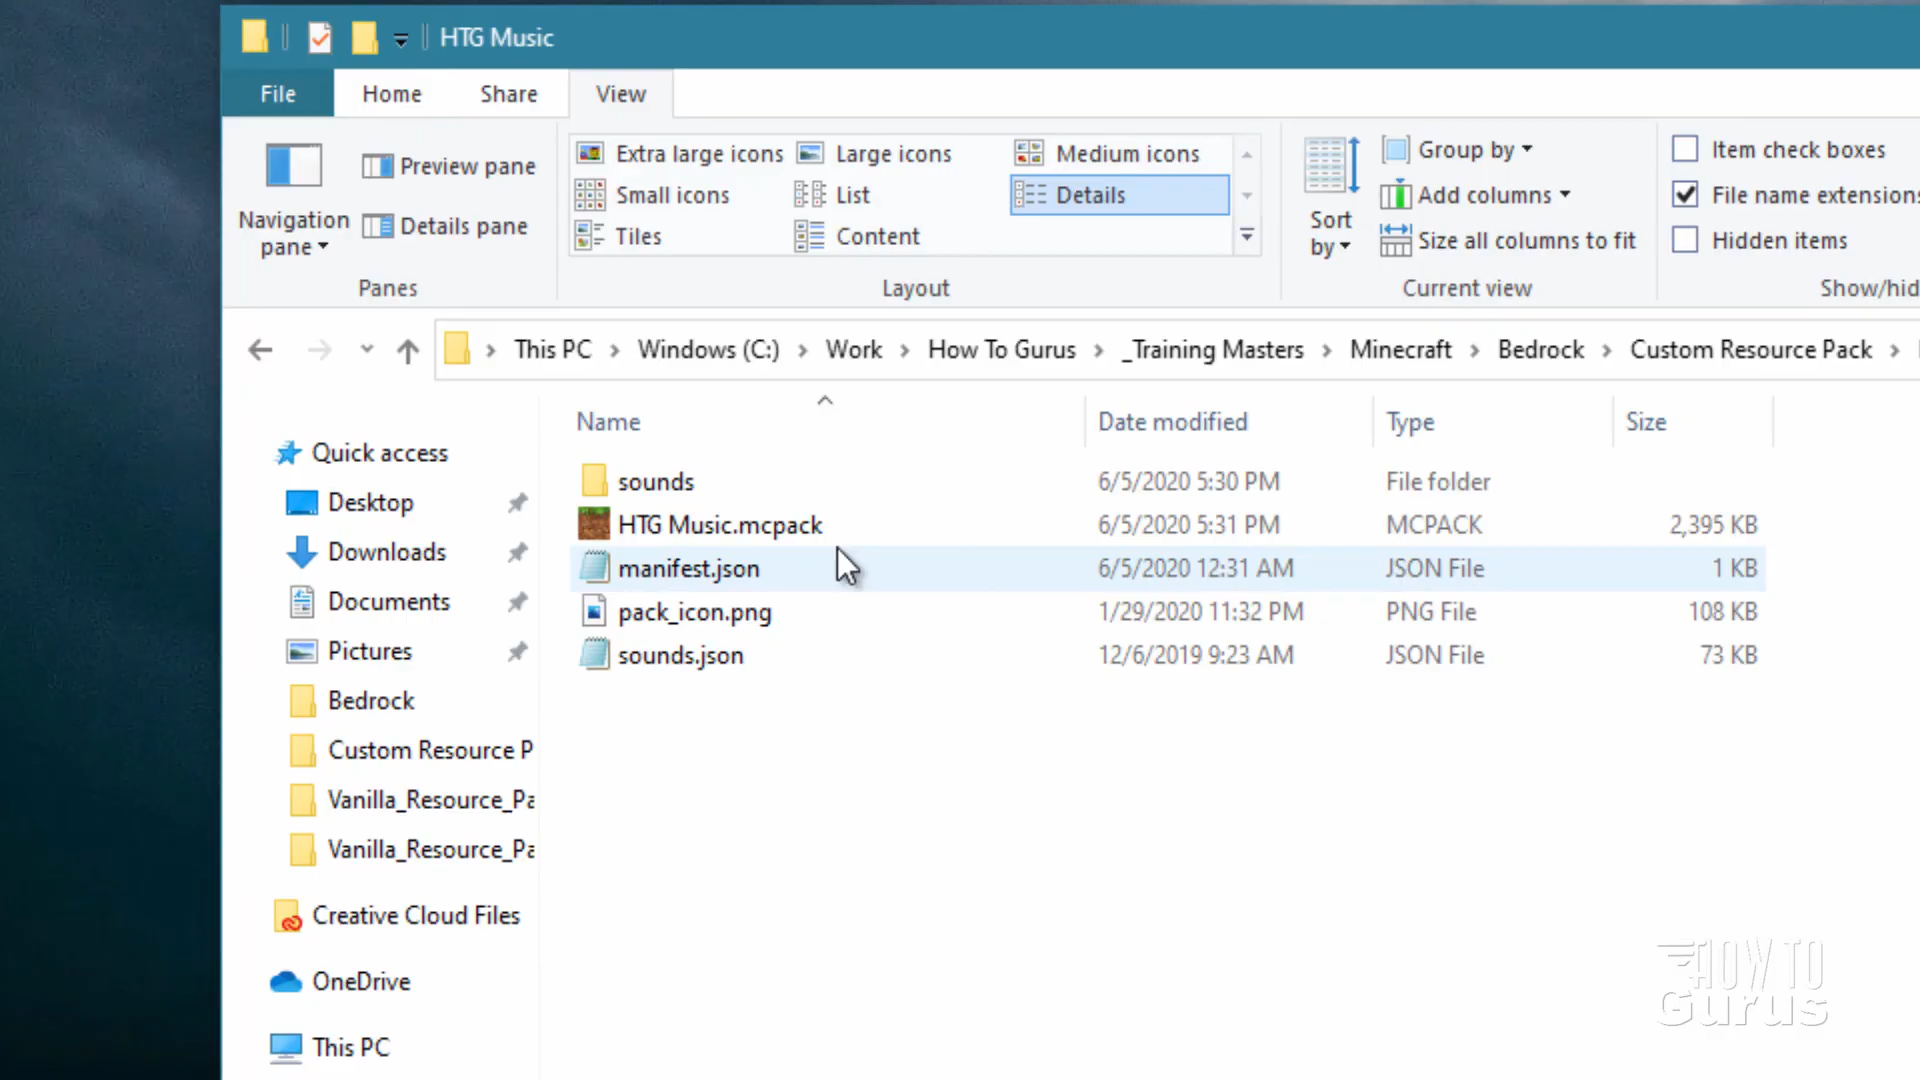 HTG Music
File Home Share View
Navigation pane
Preview pane
Details pane
Panes
Extra large icons Large icons Medium icons
Small icons List Details
Tiles Content
Layout
Sort by
Group by
Add columns
Size all columns to fit
Current view
Item check boxes
File name extensions
Hidden items
Show/hid
This PC > Windows (C:) > Work > How To Gurus > _Training Masters > Minecraft > Bedrock > Custom Resource Pack >
Quick access
Desktop
Downloads
Documents
Pictures
Bedrock
Custom Resource P
Vanilla_Resource_Pa
Vanilla_Resource_Pa
Creative Cloud Files
OneDrive
This PC
Name Date modified Type Size
sounds 6/5/2020 5:30 PM File folder
HTG Music.mcpack 6/5/2020 5:31 PM MCPACK 2,395 KB
manifest.json 6/5/2020 12:31 AM JSON File 1 KB
pack_icon.png 1/29/2020 11:32 PM PNG File 108 KB
sounds.json 12/6/2019 9:23 AM JSON File 73 KB
HOW TO
Gurus